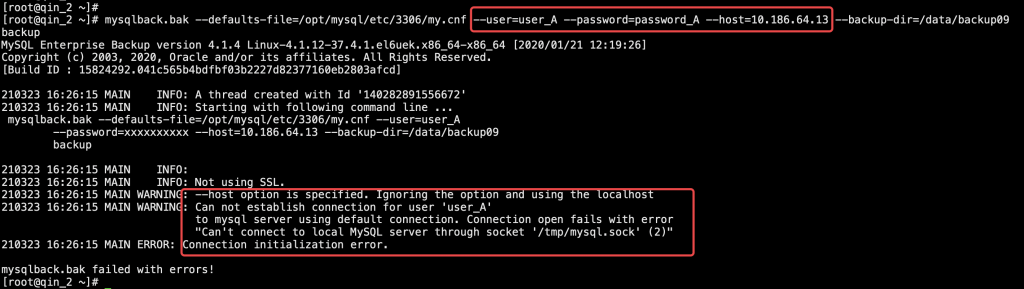 [root@qin_2 ~]#
[root@qin_2 ~]# mysqlback.bak --defaults-file=/opt/mysql/etc/3306/my.cnf --user=user_A --password=password_A --host=10.186.64.13 --backup-dir=/data/backup09
backup
MySQL Enterprise Backup version 4.1.4 Linux-4.1.12-37.4.1.el6uek.x86_64-x86_64 [2020/01/21 12:19:26]
Copyright (c) 2003, 2020, Oracle and/or its affiliates. All Rights Reserved.
[Build ID : 15824292.041c565b4bdfbf03b2227d82377160eb2803afcd]
210323 16:26:15 MAIN    INFO: A thread created with Id '140282891556672'
210323 16:26:15 MAIN    INFO: Starting with following command line ...
 mysqlback.bak --defaults-file=/opt/mysql/etc/3306/my.cnf --user=user_A
        --password=xxxxxxxxxx --host=10.186.64.13 --backup-dir=/data/backup09
        backup
210323 16:26:15 MAIN    INFO:
210323 16:26:15 MAIN    INFO: Not using SSL.
210323 16:26:15 MAIN WARNING: --host option is specified. Ignoring the option and using the localhost
210323 16:26:15 MAIN WARNING: Can not establish connection for user 'user_A'
        to mysql server using default connection. Connection open fails with error
        "Can't connect to local MySQL server through socket '/tmp/mysql.sock' (2)"
210323 16:26:15 MAIN ERROR: Connection initialization error.
mysqlback.bak failed with errors!
[root@qin_2 ~]#